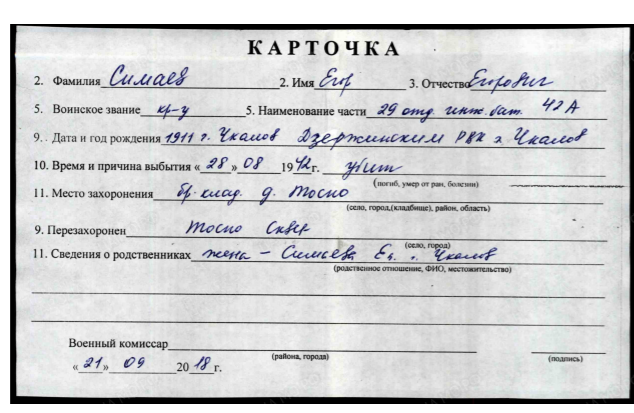 КАРТОЧКА
2. Фамилия Симаев 2. Имя Егор 3. Отчество Егорович
5. Воинское звание кр-ц 5. Наименование части 29 отд. инж. бат. 42 А
9. Дата и год рождения 1911 г. Чкалов Дзержинским РВК г. Чкалов
10. Время и причина выбытия « 28 » 08 1942 г. убит
(погиб, умер от ран, болезни)
11. Место захоронения бр. клад. д. Тосно
(село, город,(кладбище), район, область)
9. Перезахоронен Тосно Сквер
(село, город)
11. Сведения о родственниках жена – Симаева Г. Чкалов
(родственное отношение, ФИО, местожительство)
Военный комиссар
(района, города) (подпись)
« 21 » 09 20 18 г.